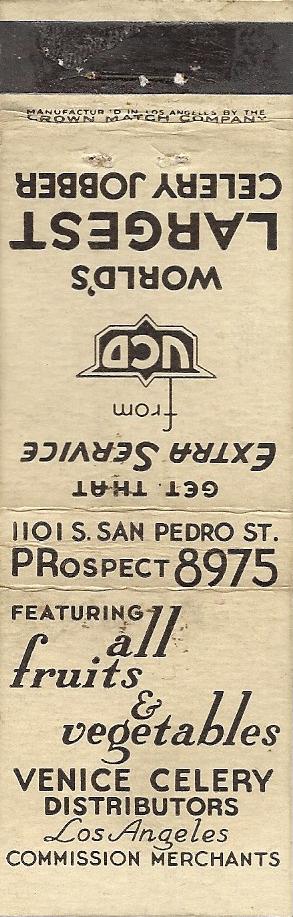 MANUFACTURED IN LOS ANGELES BY THE
CROWN MATCH COMPANY
GET THAT
EXTRA SERVICE
from
VCD
WORLD'S
LARGEST
CELERY JOBBER
1101 S. SAN PEDRO ST.
PROSPECT 8975
FEATURING all
fruits
&
vegetables
VENICE CELERY
DISTRIBUTORS
Los Angeles
COMMISSION MERCHANTS